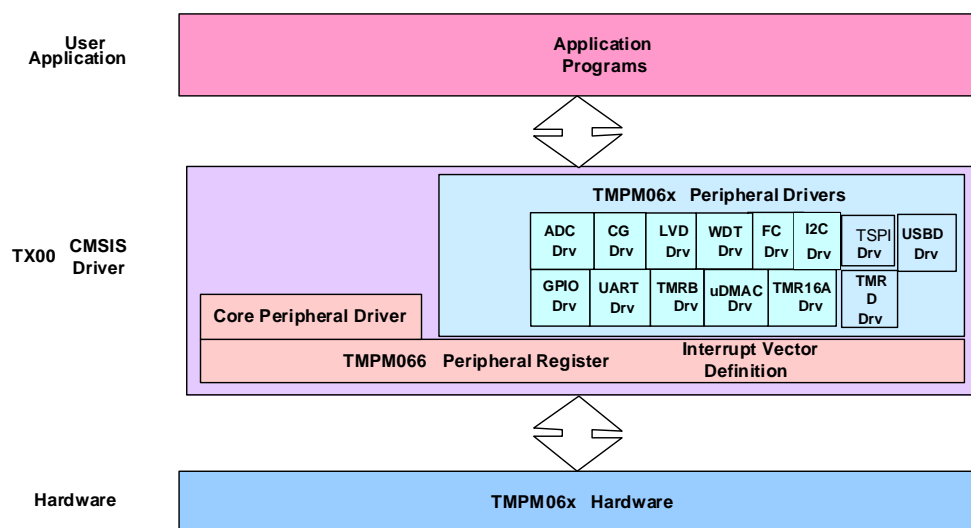 User
Application
Application
Programs
TX00 CMSIS
Driver
TMPM06x Peripheral Drivers
ADC
Drv
CG
Drv
LVD
Drv
WDT
Drv
FC
Drv
I2C
Drv
TSPI
Drv
USBD
Drv
GPIO
Drv
UART
Drv
TMRB
Drv
uDMAC
Drv
TMR16A
Drv
TMR
D
Drv
Core Peripheral Driver
TMPM066 Peripheral Register
Interrupt Vector
Definition
Hardware
TMPM06x Hardware